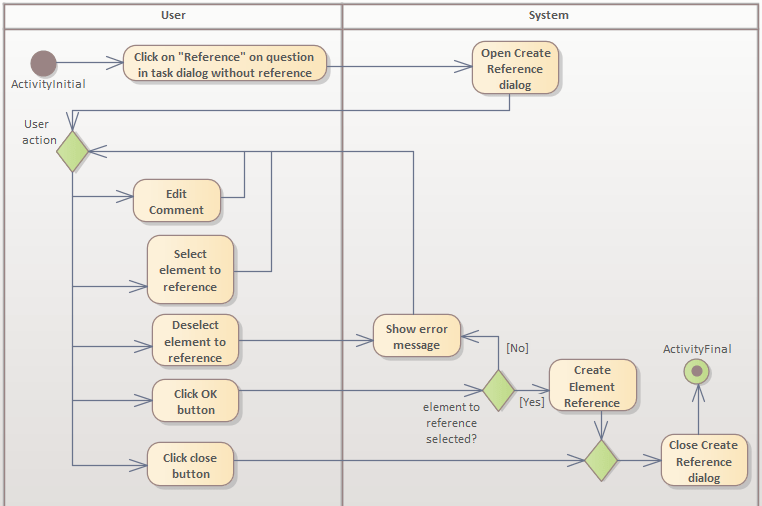 User
System
Click on "Reference" on question
in task dialog without reference
Open Create
Reference
dialog
ActivityInitial
User
action
Edit
Comment
Select
element to
reference
Deselect
element to
reference
Show error
message
[No]
ActivityFinal
Click OK
button
element to
reference
selected?
[Yes]
Create
Element
Reference
Click close
button
Close Create
Reference
dialog